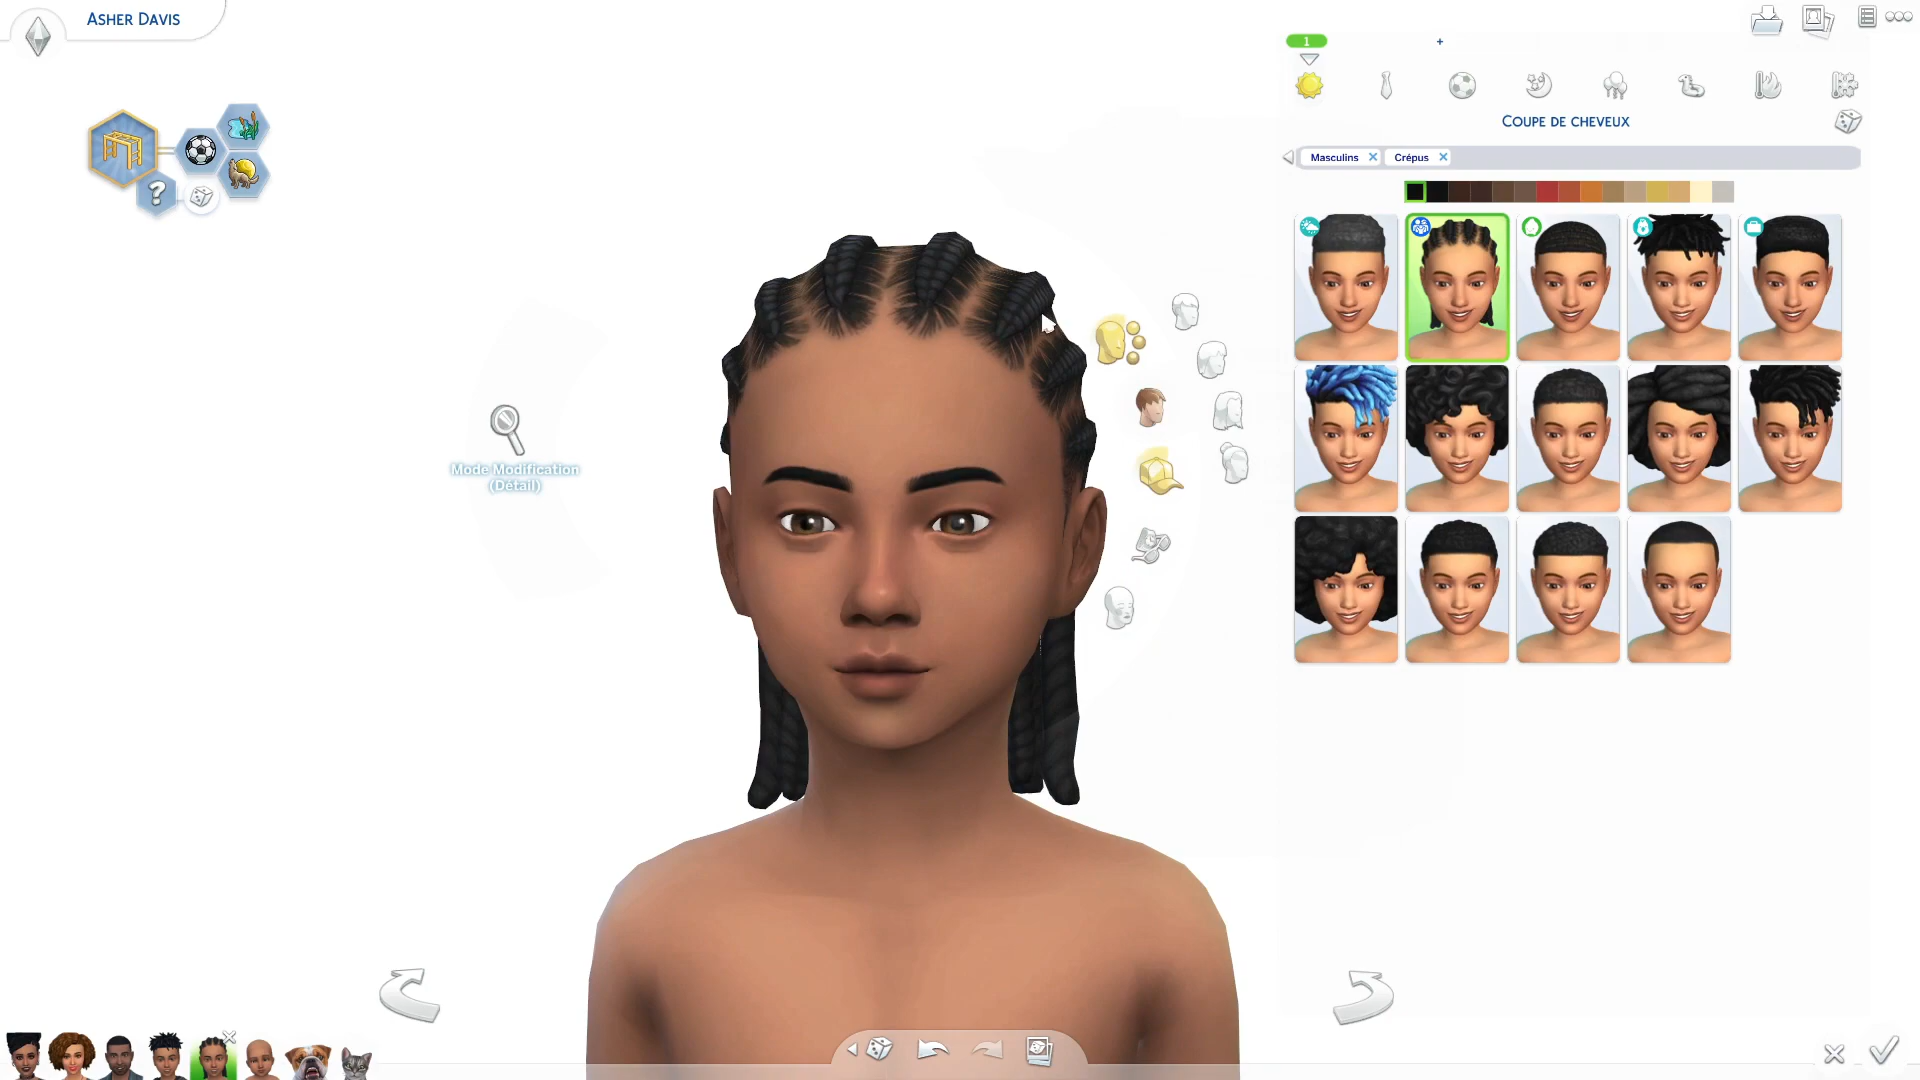 Asher Davis
1
+
Coupe de cheveux
Masculins ✕ Crépus ✕
Mode Modification
(Détail)